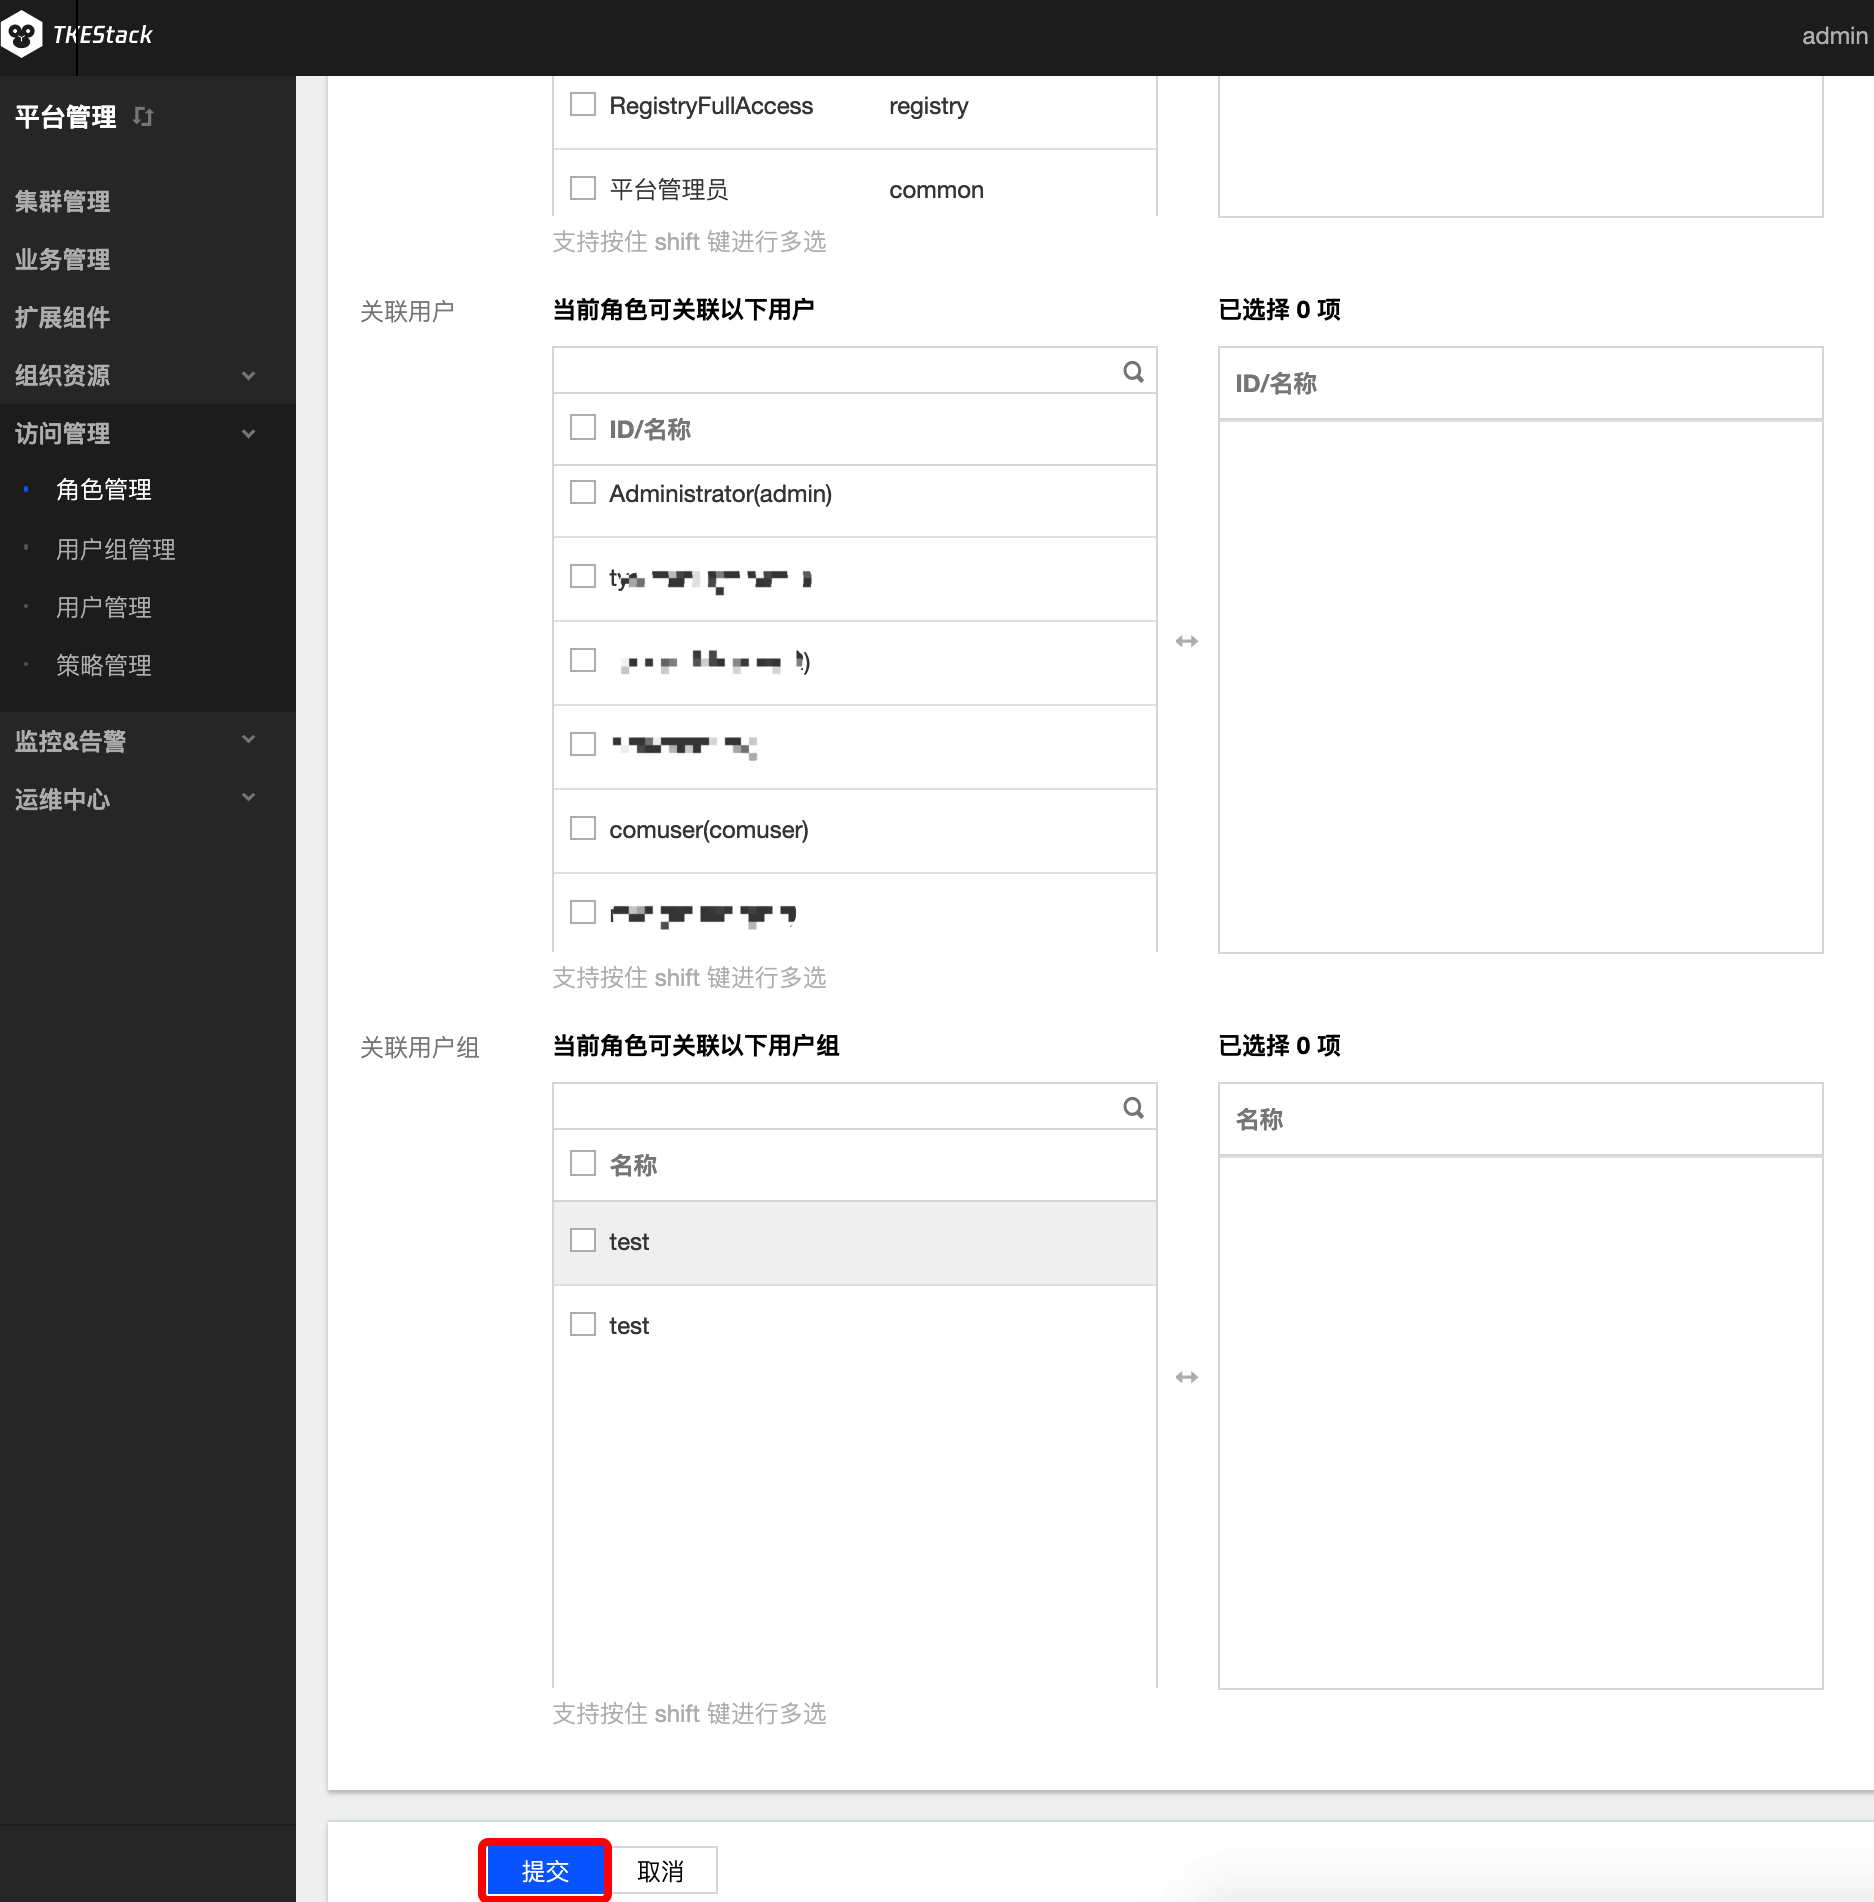 TKEStack
admin
平台管理
集群管理
业务管理
扩展组件
组织资源
访问管理
角色管理
用户组管理
用户管理
策略管理
监控&告警
运维中心
RegistryFullAccess registry
平台管理员 common
支持按住 shift 键进行多选
关联用户
当前角色可关联以下用户
已选择 0 项
ID/名称
Administrator(admin)
comuser(comuser)
ID/名称
支持按住 shift 键进行多选
关联用户组
当前角色可关联以下用户组
已选择 0 项
名称
test
test
名称
支持按住 shift 键进行多选
提交 取消